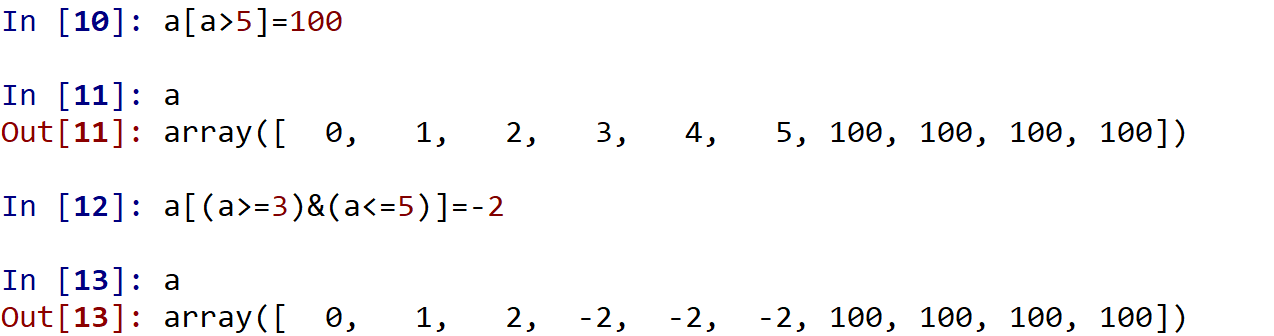 In [10]: a[a>5]=100
In [11]: a
Out[11]: array([  0,   1,   2,   3,   4,   5, 100, 100, 100, 100])
In [12]: a[(a>=3)&(a<=5)]=-2
In [13]: a
Out[13]: array([  0,   1,   2,  -2,  -2,  -2, 100, 100, 100, 100])